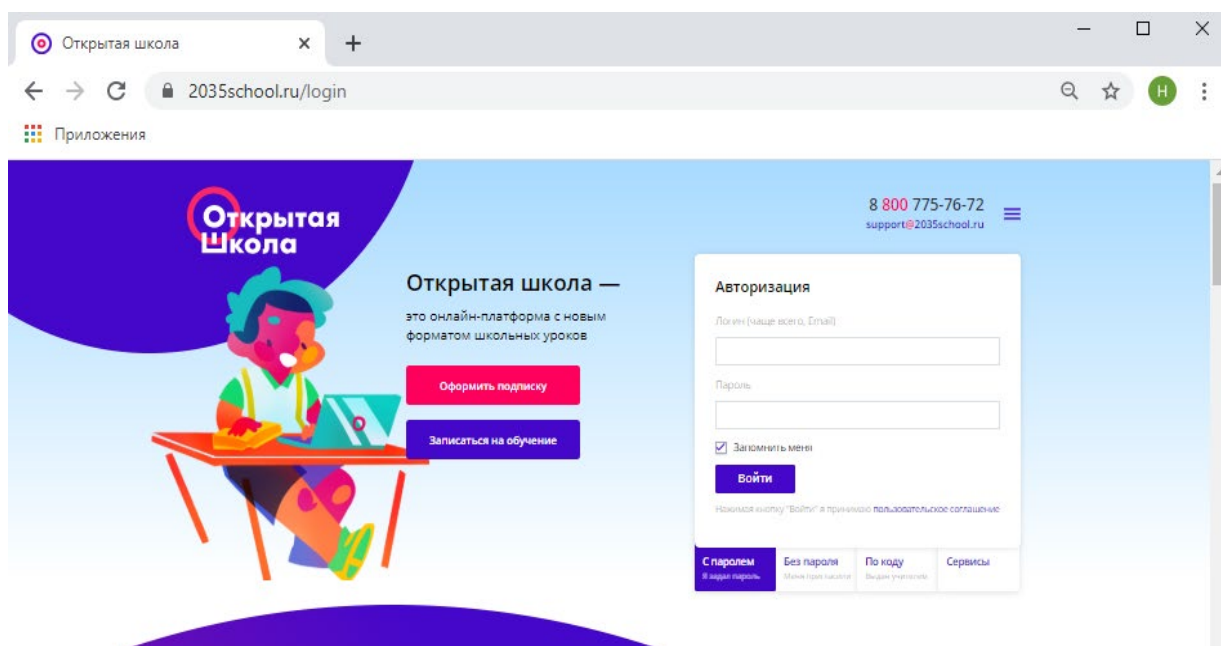 Открытая школа
2035school.ru/login
H
Приложения
Открытая
Школа
8 800 775-76-72
support@2035school.ru
Открытая школа —
это онлайн-платформа с новым
форматом школьных уроков
Оформить подписку
Записаться на обучение
Авторизация
Логин (чаще всего, Email)
Пароль
Запомнить меня
Войти
Нажимая кнопку "Войти" я принимаю пользовательское соглашение
С паролем
Я задал пароль
Без пароля
Меня пригласили
По коду
Выдан учителем
Сервисы